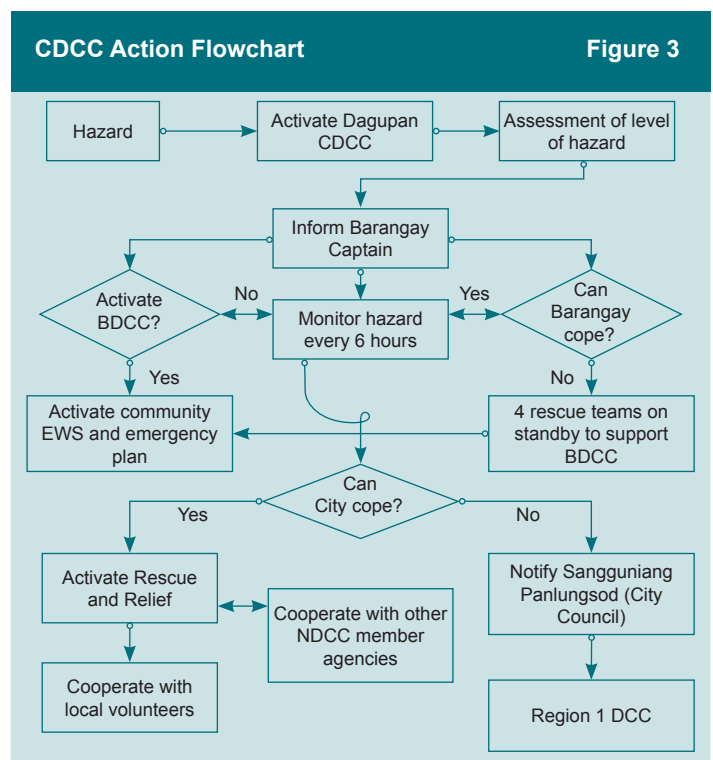 CDCC Action Flowchart
Figure 3
Hazard
Activate Dagupan
CDCC
Assessment of level
of hazard
Inform Barangay
Captain
Activate
BDCC?
No
Monitor hazard
every 6 hours
Yes
Can
Barangay
cope?
Yes
No
Activate community
EWS and emergency
plan
4 rescue teams on
standby to support
BDCC
Can
City cope?
Yes
No
Activate Rescue
and Relief
Cooperate with other
NDCC member
agencies
Notify Sangguniang
Panlungsod (City
Council)
Cooperate with
local volunteers
Region 1 DCC